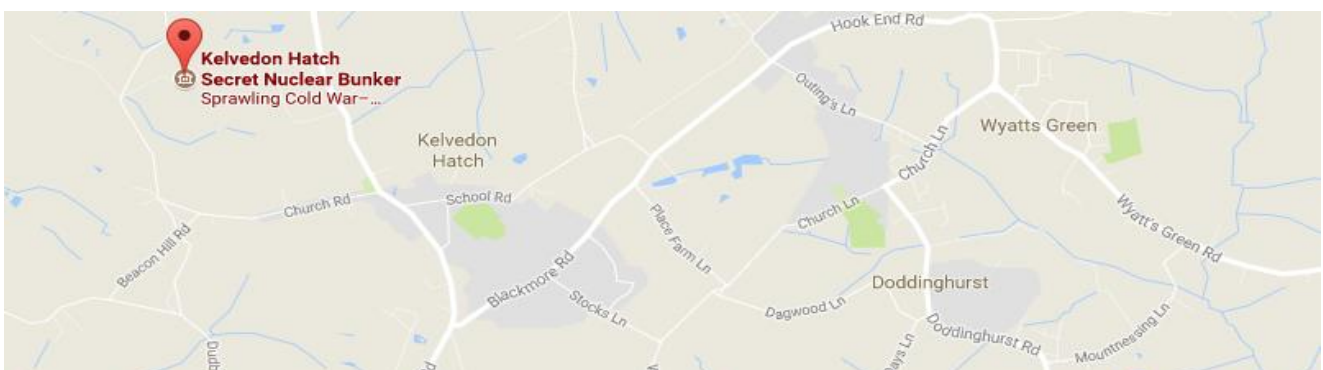 Hook End Rd
Kelvedon Hatch
Secret Nuclear Bunker
Sprawling Cold War–...
Outing's Ln
Wyatts Green
Kelvedon
Hatch
Church Ln
School Rd
Church Rd
Place Farm Ln
Church Ln
Wyatt's Green Rd
Beacon Hill Rd
Blackmore Rd
Doddinghurst
Stocks Ln
Dagwood Ln
Doddinghurst Rd
Mountnessing Ln